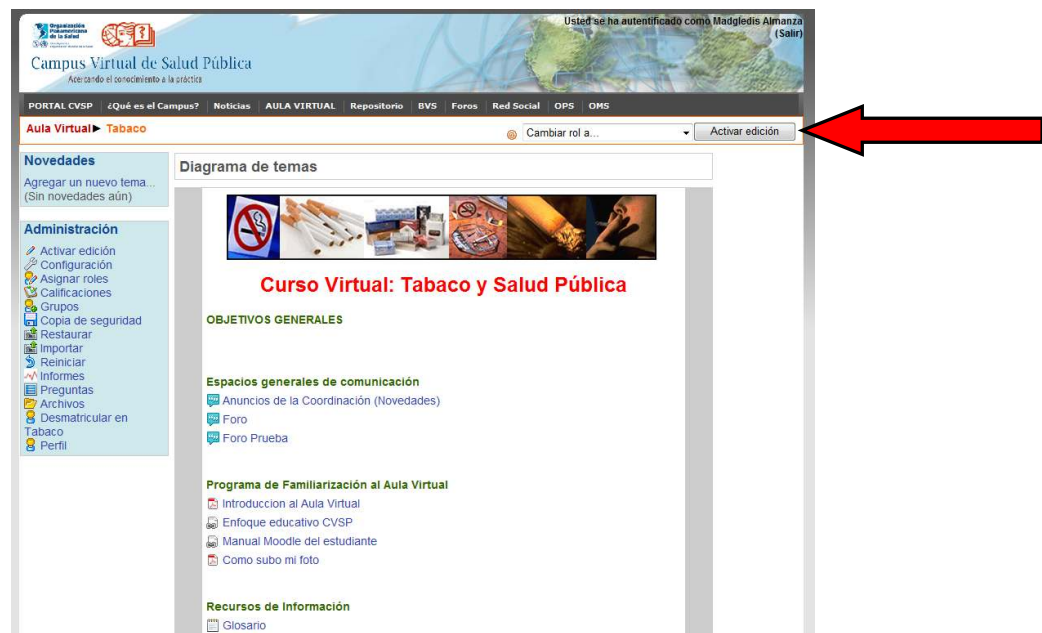 Organización
Panamericana
de la Salud
Usted se ha autentificado como Madgledis Almanza
(Salir)
Campus Virtual de Salud Pública
Acercando el conocimiento a la práctica
PORTAL CVSP ¿Qué es el Campus? Noticias AULA VIRTUAL Repositorio BVS Foros Red Social OPS OMS
Aula Virtual► Tabaco
Cambiar rol a...
Activar edición
Novedades
Agregar un nuevo tema...
(Sin novedades aún)
Administración
Activar edición
Configuración
Asignar roles
Calificaciones
Grupos
Copia de seguridad
Restaurar
Importar
Reiniciar
Informes
Preguntas
Archivos
Desmatricular en
Tabaco
Perfil
Diagrama de temas
Curso Virtual: Tabaco y Salud Pública
OBJETIVOS GENERALES
Espacios generales de comunicación
Anuncios de la Coordinación (Novedades)
Foro
Foro Prueba
Programa de Familiarización al Aula Virtual
Introduccion al Aula Virtual
Enfoque educativo CVSP
Manual Moodle del estudiante
Como subo mi foto
Recursos de Información
Glosario